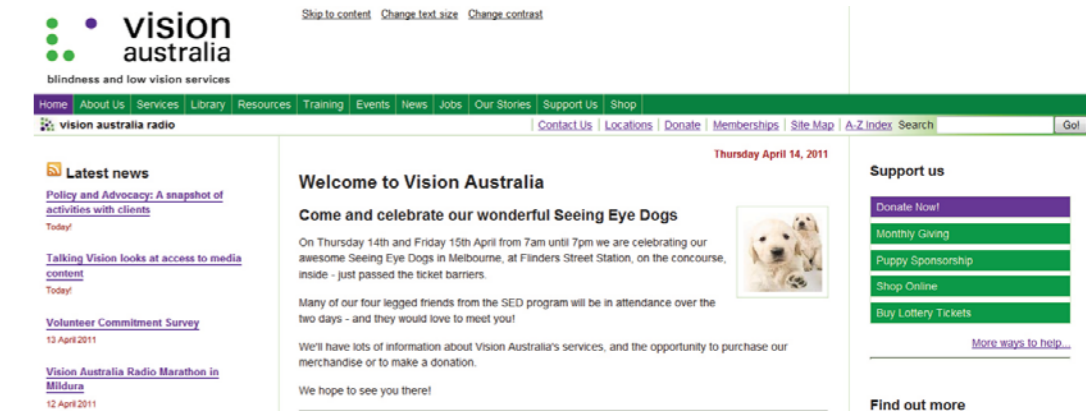 vision
australia
blindness and low vision services
Skip to content Change text size Change contrast
Home About Us Services Library Resources Training Events News Jobs Our Stories Support Us Shop
vision australia radio
Contact Us Locations Donate Memberships Site Map A-Z Index Search Go!
Latest news
Policy and Advocacy: A snapshot of
activities with clients
Today!
Talking Vision looks at access to media
content
Today!
Volunteer Commitment Survey
13 April 2011
Vision Australia Radio Marathon in
Mildura
12 April 2011
Thursday April 14, 2011
Welcome to Vision Australia
Come and celebrate our wonderful Seeing Eye Dogs
On Thursday 14th and Friday 15th April from 7am until 7pm we are celebrating our
awesome Seeing Eye Dogs in Melbourne, at Flinders Street Station, on the concourse,
inside - just passed the ticket barriers.
Many of our four legged friends from the SED program will be in attendance over the
two days - and they would love to meet you!
We'll have lots of information about Vision Australia's services, and the opportunity to purchase our
merchandise or to make a donation.
We hope to see you there!
Support us
Donate Now!
Monthly Giving
Puppy Sponsorship
Shop Online
Buy Lottery Tickets
More ways to help...
Find out more